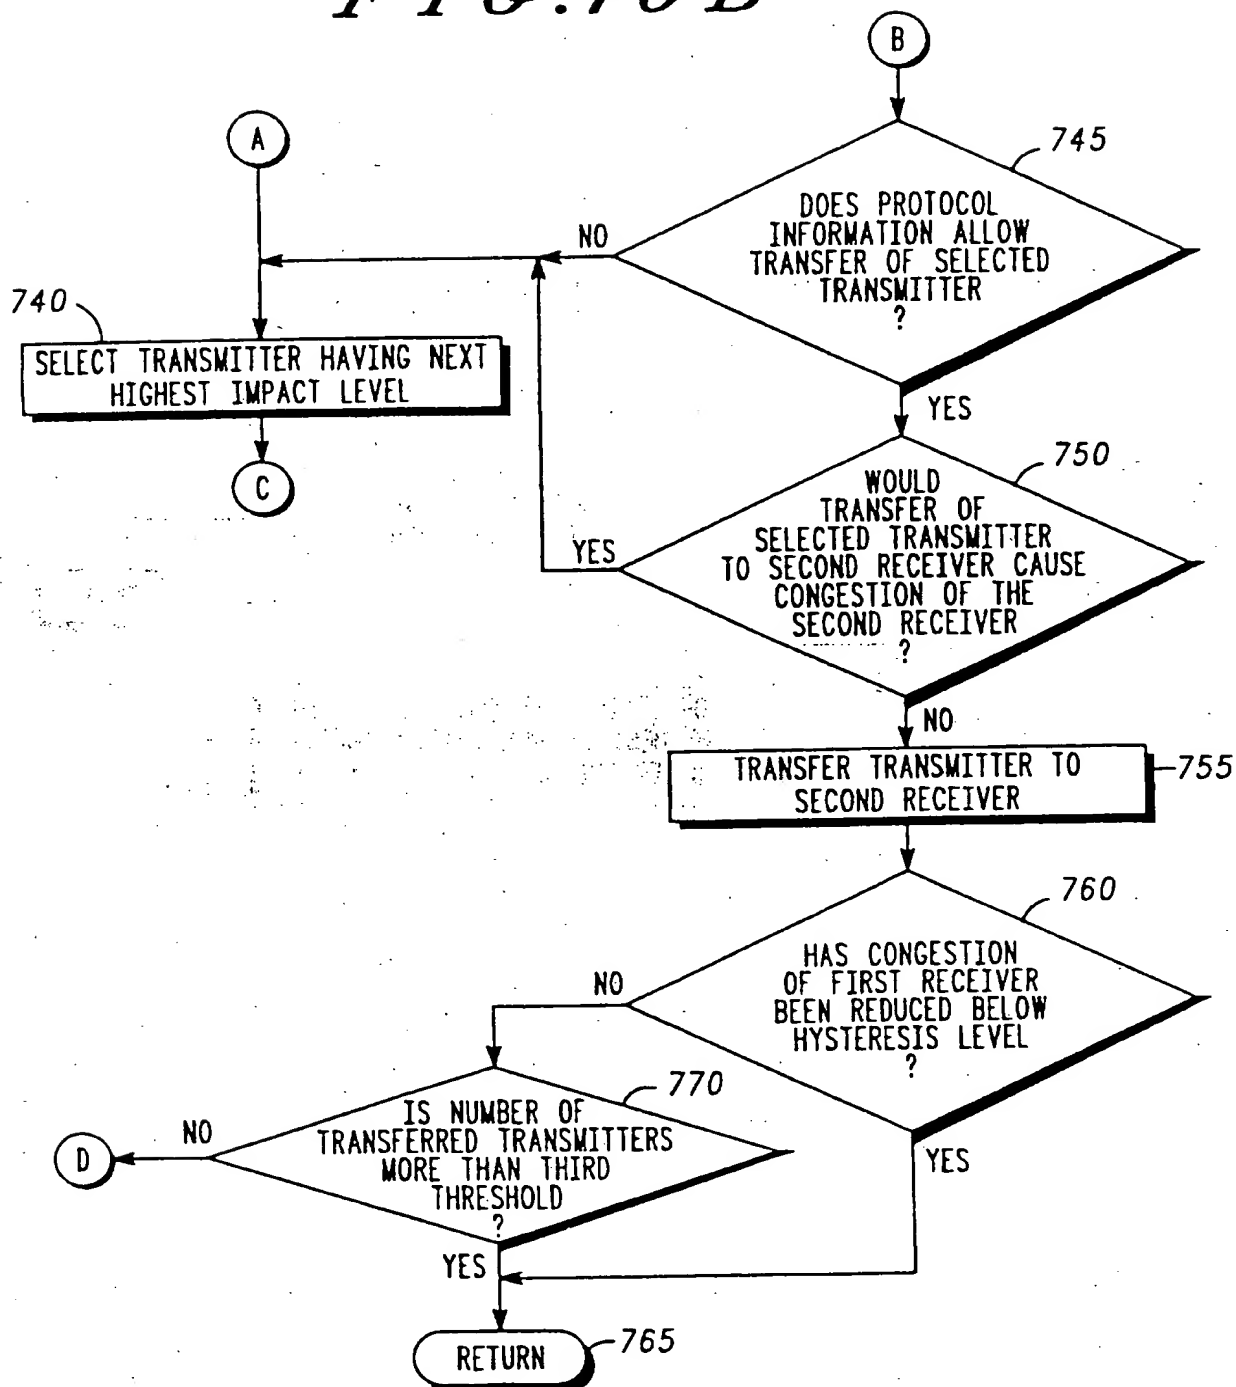 B
A
745
DOES PROTOCOL
INFORMATION ALLOW
TRANSFER OF SELECTED
TRANSMITTER
?
NO
740
SELECT TRANSMITTER HAVING NEXT
HIGHEST IMPACT LEVEL
YES
C
750
WOULD
TRANSFER OF
SELECTED TRANSMITTER
TO SECOND RECEIVER CAUSE
CONGESTION OF THE
SECOND RECEIVER
?
YES
NO
TRANSFER TRANSMITTER TO
SECOND RECEIVER
755
760
HAS CONGESTION
OF FIRST RECEIVER
BEEN REDUCED BELOW
HYSTERESIS LEVEL
?
NO
770
IS NUMBER OF
TRANSFERRED TRANSMITTERS
MORE THAN THIRD
THRESHOLD
?
NO
D
YES
YES
RETURN
765